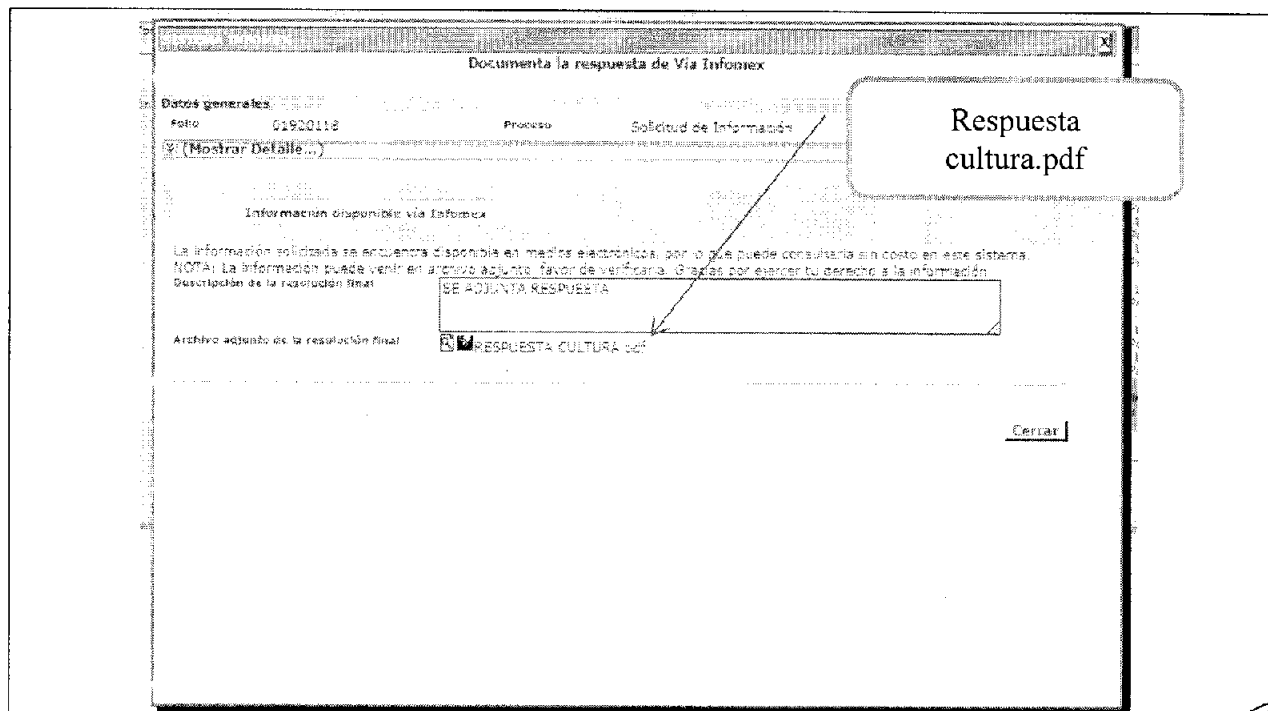 Documenta la respuesta de Vía Infomex
Respuesta
cultura.pdf
Datos generales
Folio 01920118 Proceso Solicitud de Información
(Mostrar Detalle...)
Información disponible vía Infomex
La información solicitada se encuentra disponible en medios electrónicos, por lo que puede consultarla sin costo en este sistema.
NOTA: La información puede venir en archivo adjunto, favor de verificarla. Gracias por ejercer tu derecho a la información
Descripción de la resolución final
SE ADJUNTA RESPUESTA
Archivo adjunto de la resolución final
RESPUESTA CULTURA.pdf
Cerrar